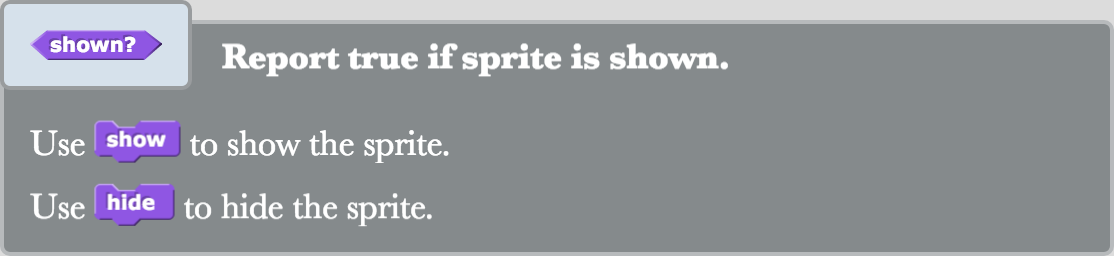 shown?
Report true if sprite is shown.
Use show to show the sprite.
Use hide to hide the sprite.